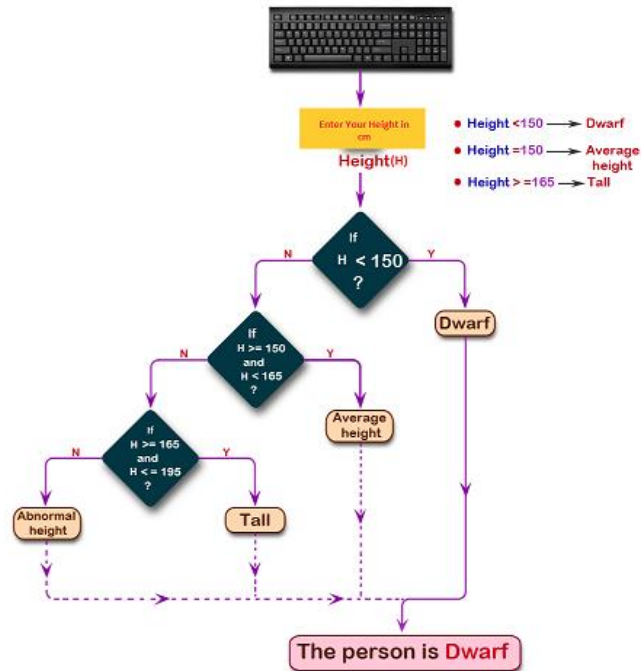 Enter Your Height in
cm
Height(H)
• Height <150 → Dwarf
• Height =150 → Average
height
• Height > =165 → Tall
If
H < 150
?
N
Y
Dwarf
If
H >= 150
and
H < 165
?
N
Y
Average
height
If
H >= 165
and
H <= 195
?
N
Y
Abnormal
height
Tall
The person is Dwarf